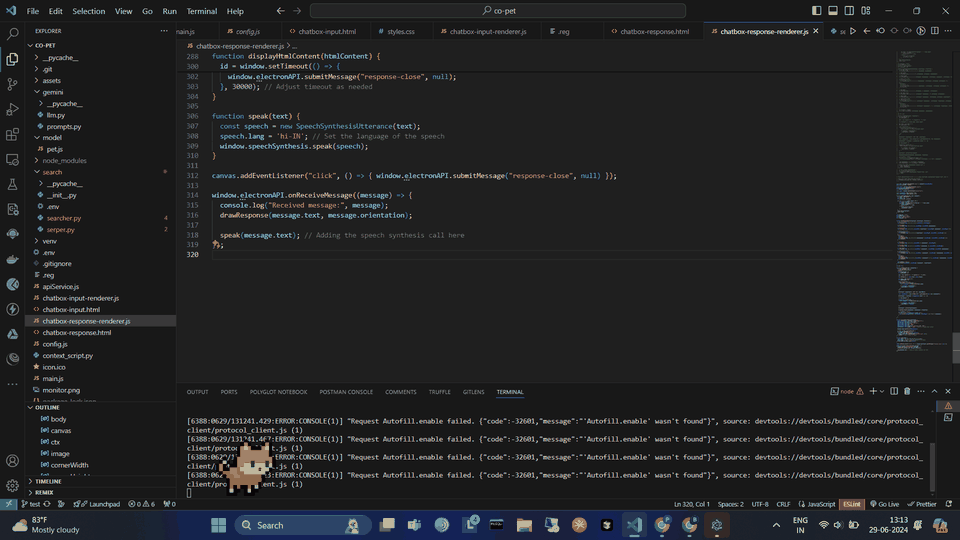 File Edit Selection View Go Run Terminal Help
co-pet
EXPLORER
CO-PET
__pycache__
.git
assets
gemini
__pycache__
llm.py
prompts.py
model
pet.js
node_modules
search
__pycache__
__init__.py
.env
searcher.py 6
serper.py 2
venv
.env
.gitignore
.reg
apiService.js
chatbox-input-renderer.js
chatbox-input.html
chatbox-response-renderer.js
chatbox-response.html
config.js
context_script.py
icon.ico
main.js
monitor.png
OUTLINE
body
canvas
ctx
image
cornerWidth
TIMELINE
REMIX
nain.js config.js chatbox-input.html styles.css chatbox-input-renderer.js .reg chatbox-response.html chatbox-response-renderer.js
chatbox-response-renderer.js > ...
288 function displayHtmlContent(htmlContent) {
300 id = window.setTimeout(() => {
302 window.electronAPI.submitMessage("response-close", null);
303 }, 30000); // Adjust timeout as needed
304 }
305
306 function speak(text) {
307 const speech = new SpeechSynthesisUtterance(text);
308 speech.lang = 'hi-IN'; // Set the language of the speech
309 window.speechSynthesis.speak(speech);
310 }
311
312 canvas.addEventListener("click", () => { window.electronAPI.submitMessage("response-close", null) });
313
314 window.electronAPI.onReceiveMessage((message) => {
315 console.log("Received message:", message);
316 drawResponse(message.text, message.orientation);
317
318 speak(message.text); // Adding the speech synthesis call here
319 });
320
OUTPUT PORTS POLYGLOT NOTEBOOK POSTMAN CONSOLE COMMENTS TRUFFLE GITLENS TERMINAL
node
[6388:0629/131241.429:ERROR:CONSOLE(1)] "Request Autofill.enable failed. {"code":-32601,"message":"'Autofill.enable' wasn't found"}", source: devtools://devtools/bundled/core/protocol_
client/protocol_client.js (1)
[6388:0629/131241.467:ERROR:CONSOLE(1)] "Request Autofill.enable failed. {"code":-32601,"message":"'Autofill.enable' wasn't found"}", source: devtools://devtools/bundled/core/protocol_
client/ js (1)
[6388:06 ERROR:CONSOLE(1)] "Request Autofill.enable failed. {"code":-32601,"message":"'Autofill.enable' wasn't found"}", source: devtools://devtools/bundled/core/protocol_
client/ js (1)
[6388:0 ERROR:CONSOLE(1)] "Request Autofill.enable failed. {"code":-32601,"message":"'Autofill.enable' wasn't found"}", source: devtools://devtools/bundled/core/protocol_
client/pro js (1)
test Launchpad 0 6 0
Ln 320, Col 1 Spaces: 2 UTF-8 CRLF JavaScript ESLint Go Live Prettier
83°F
Mostly cloudy
Search
ENG
IN
13:13
29-06-2024